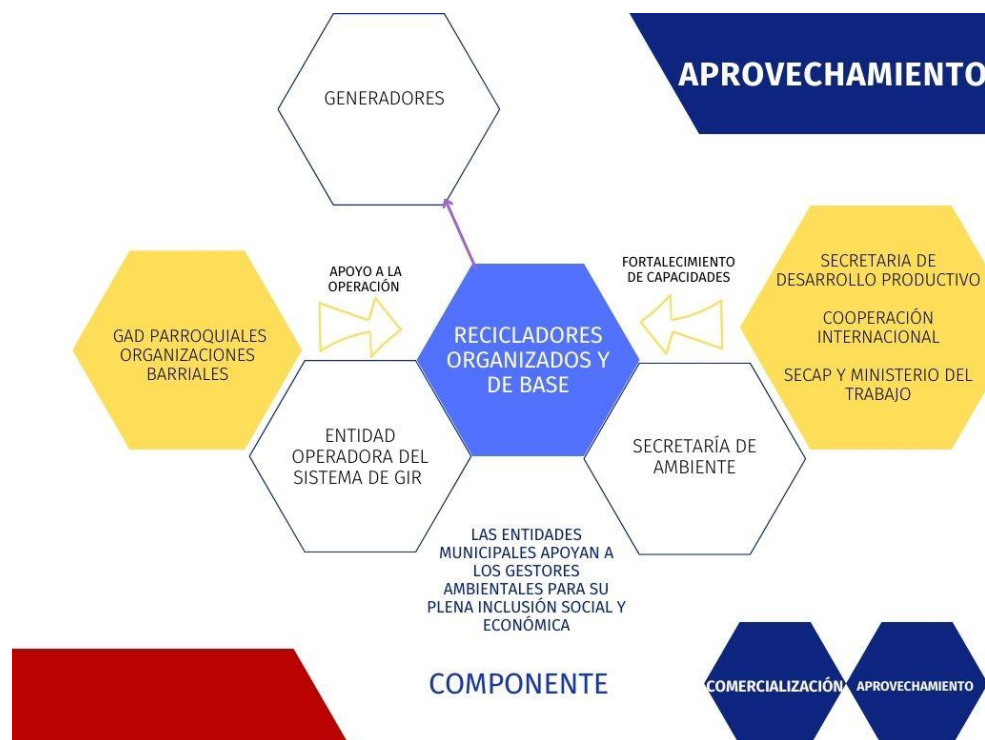 APROVECHAMIENTO
GENERADORES
APOYO A LA
OPERACIÓN
FORTALECIMIENTO
DE CAPACIDADES
GAD PARROQUIALES
ORGANIZACIONES
BARRIALES
RECICLADORES
ORGANIZADOS Y
DE BASE
SECRETARIA DE
DESARROLLO PRODUCTIVO
COOPERACIÓN
INTERNACIONAL
SECAP Y MINISTERIO DEL
TRABAJO
ENTIDAD
OPERADORA DEL
SISTEMA DE GIR
SECRETARÍA DE
AMBIENTE
LAS ENTIDADES
MUNICIPALES APOYAN A
LOS GESTORES
AMBIENTALES PARA SU
PLENA INCLUSIÓN SOCIAL Y
ECONÓMICA
COMPONENTE
COMERCIALIZACIÓN
APROVECHAMIENTO